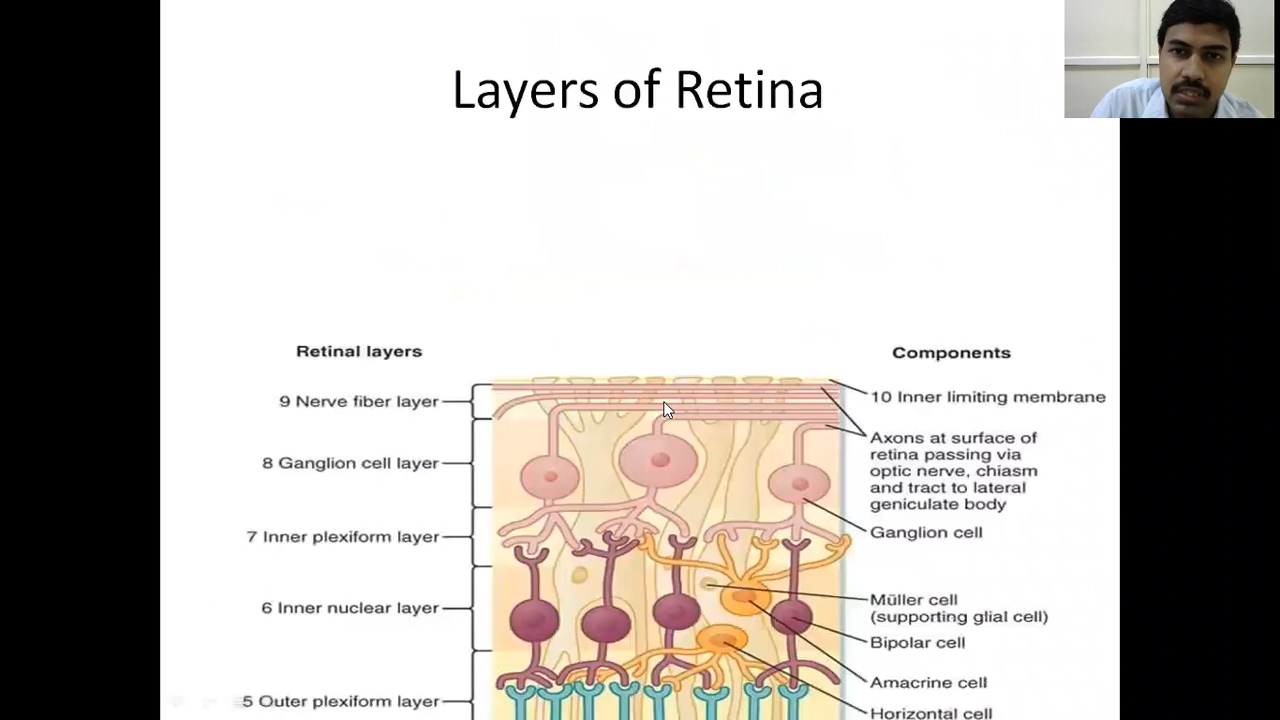 Layers of Retina
Retinal layers
Components
9 Nerve fiber layer
10 Inner limiting membrane
Axons at surface of
retina passing via
optic nerve, chiasm
and tract to lateral
geniculate body
8 Ganglion cell layer
Ganglion cell
7 Inner plexiform layer
6 Inner nuclear layer
Müller cell
(supporting glial cell)
Bipolar cell
Amacrine cell
5 Outer plexiform layer
Horizontal cell